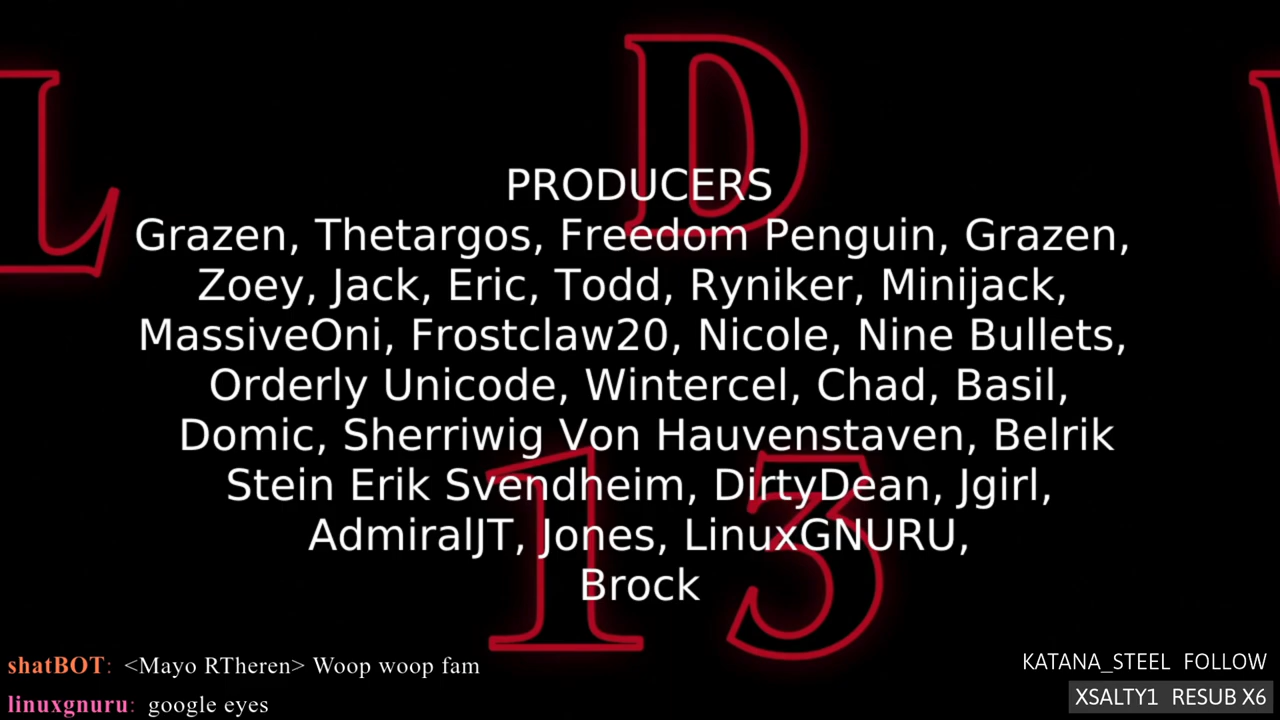 L D W
PRODUCERS
Grazen, Thetargos, Freedom Penguin, Grazen,
Zoey, Jack, Eric, Todd, Ryniker, Minijack,
MassiveOni, Frostclaw20, Nicole, Nine Bullets,
Orderly Unicode, Wintercel, Chad, Basil,
Domic, Sherriwig Von Hauvenstaven, Belrik
Stein Erik Svendheim, DirtyDean, Jgirl,
AdmiralJT, Jones, LinuxGNURU,
Brock
13
shatBOT: <Mayo RTheren> Woop woop fam
linuxgnuru: google eyes
KATANA_STEEL FOLLOW
XSALTY1 RESUB X6